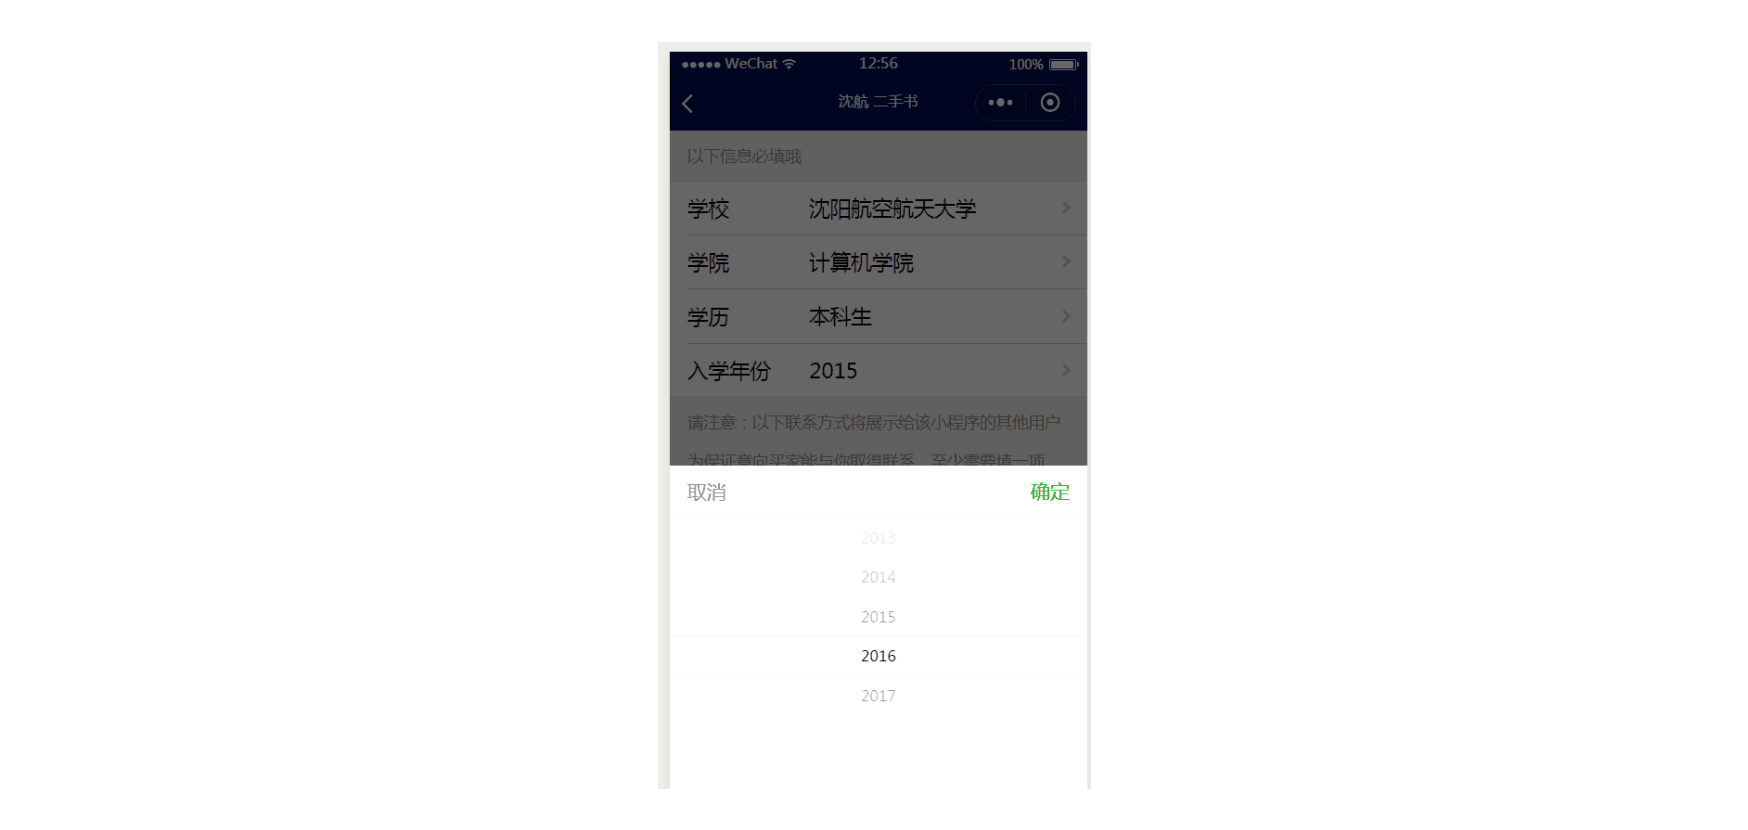 WeChat 12:56 100%
沈航 二手书
以下信息必填哦
学校 沈阳航空航天大学
学院 计算机学院
学历 本科生
入学年份 2015
请注意：以下联系方式将展示给该小程序的其他用户
为保证意向买家能与你取得联系，至少需要填一项
取消 确定
2013
2014
2015
2016
2017